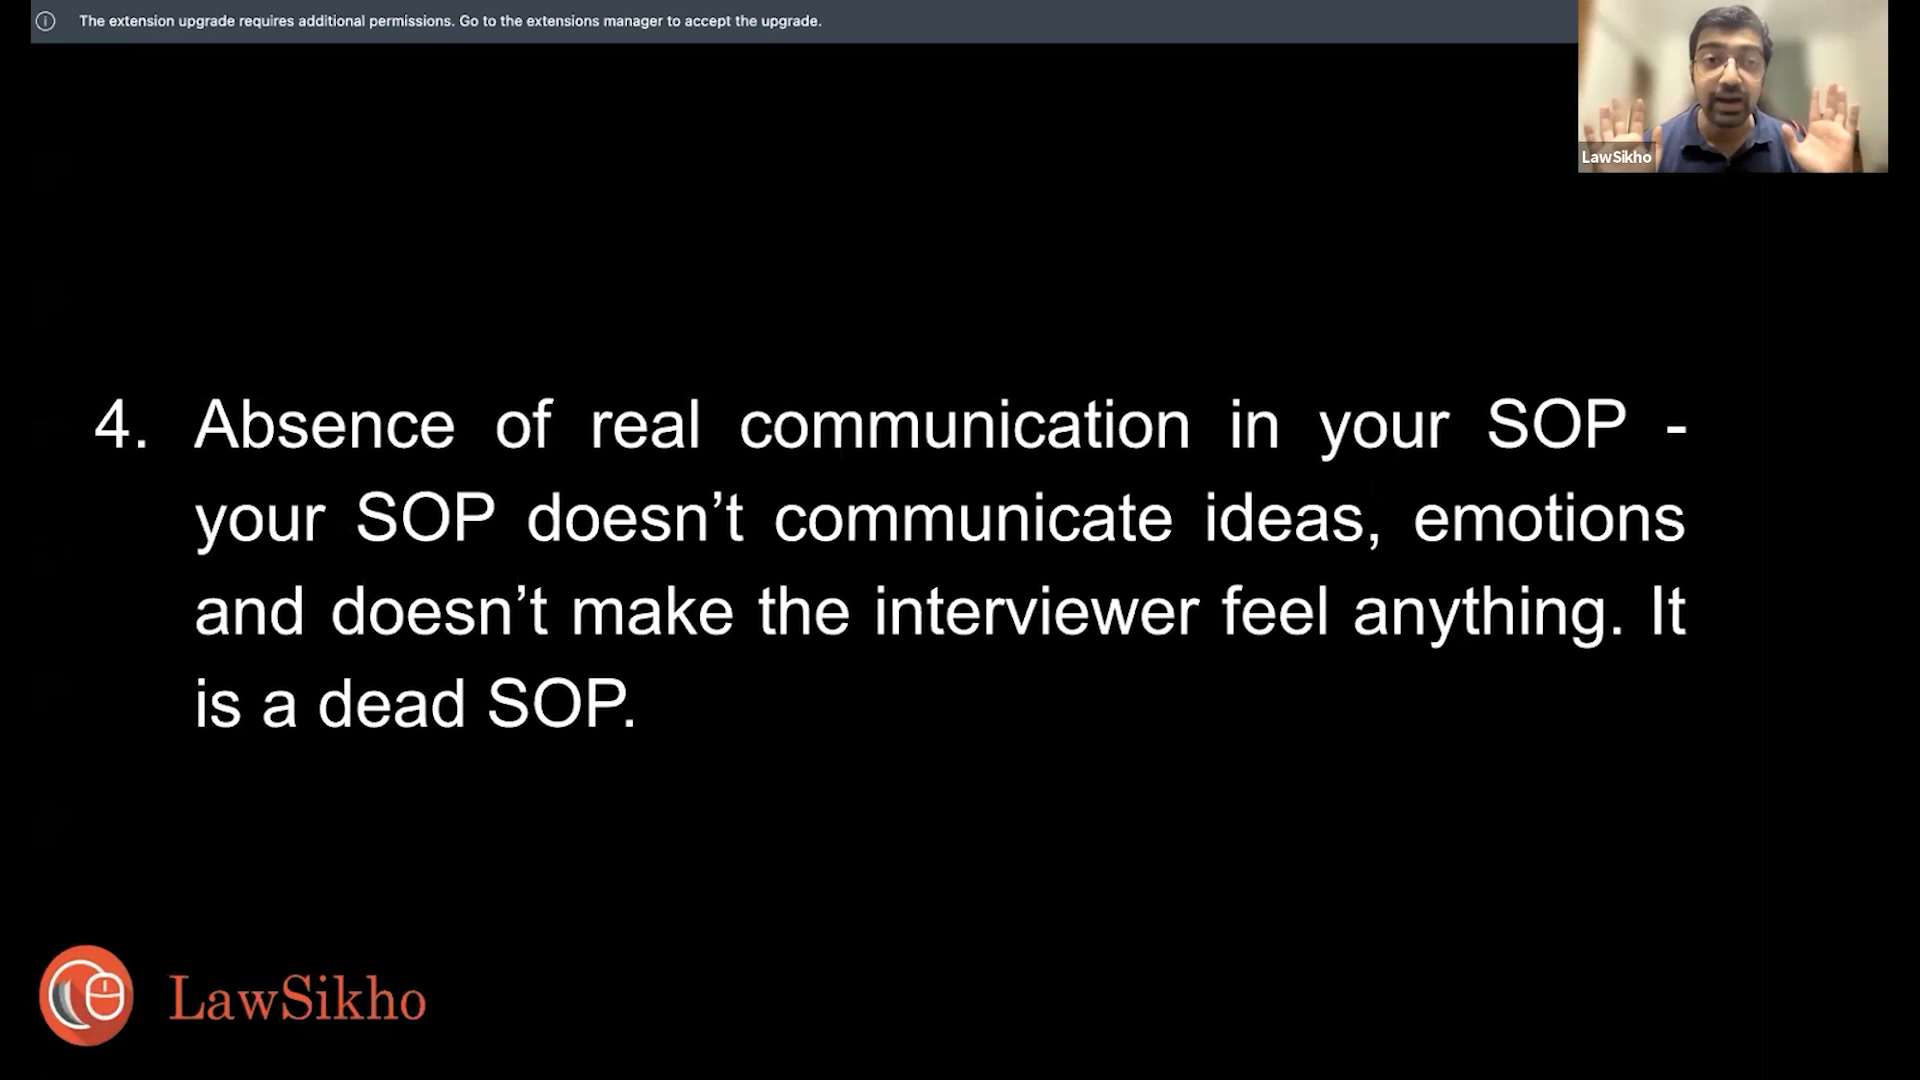 The extension upgrade requires additional permissions. Go to the extensions manager to accept the upgrade.
LawSikho
4. Absence of real communication in your SOP -
your SOP doesn’t communicate ideas, emotions
and doesn’t make the interviewer feel anything. It
is a dead SOP.
LawSikho